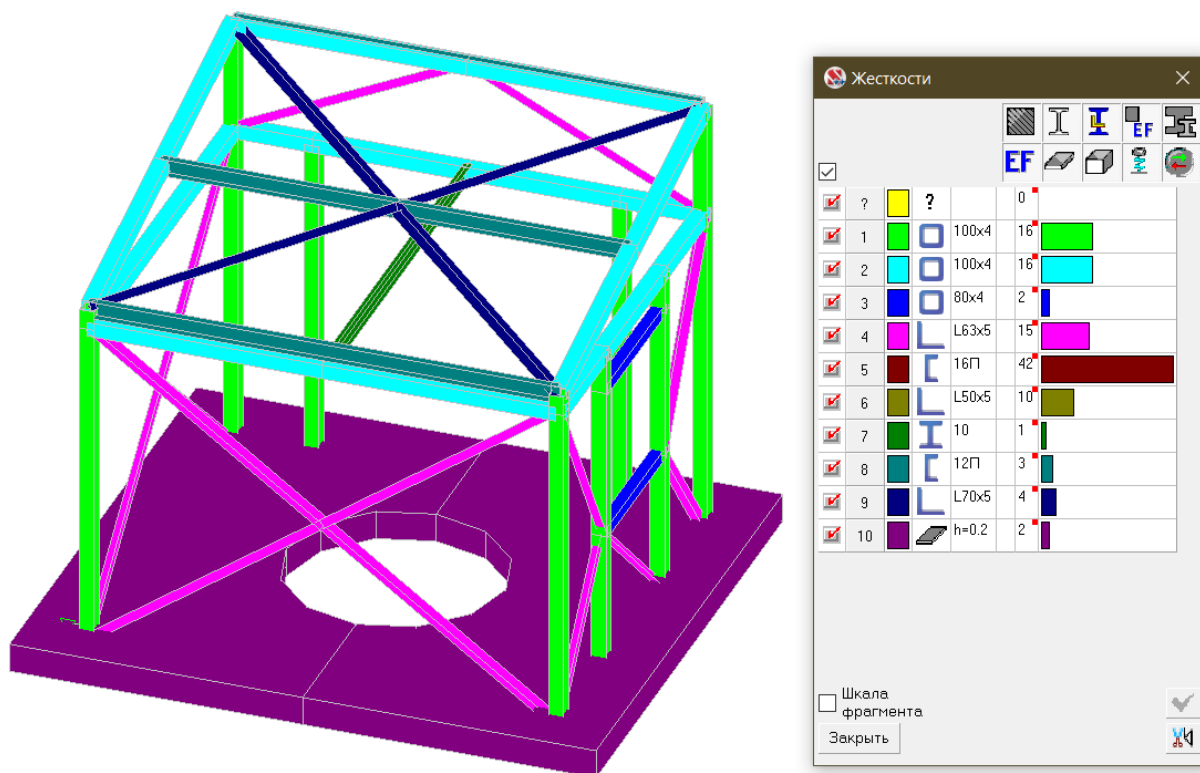 Жесткости
EF
EF
? ? 0
1 100x4 16
2 100x4 16
3 80x4 2
4 L63x5 15
5 16П 42
6 L50x5 10
7 10 1
8 12П 3
9 L70x5 4
10 h=0.2 2
Шкала
фрагмента
Закрыть